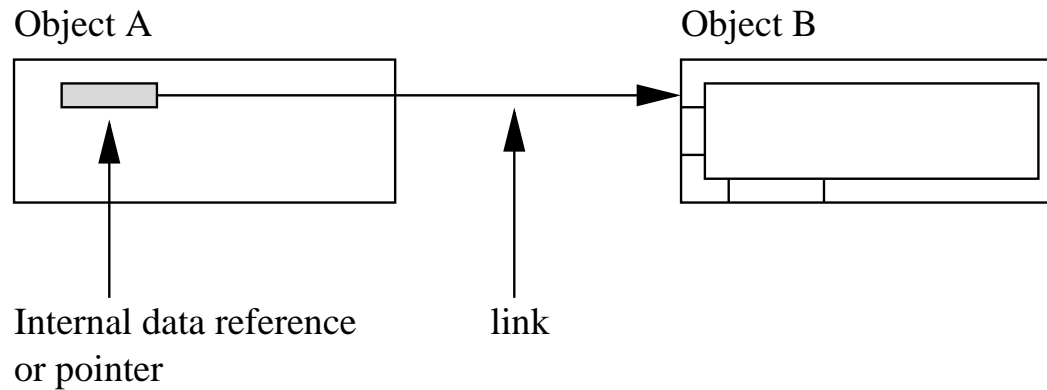 Object A
Object B
Internal data reference
or pointer
link